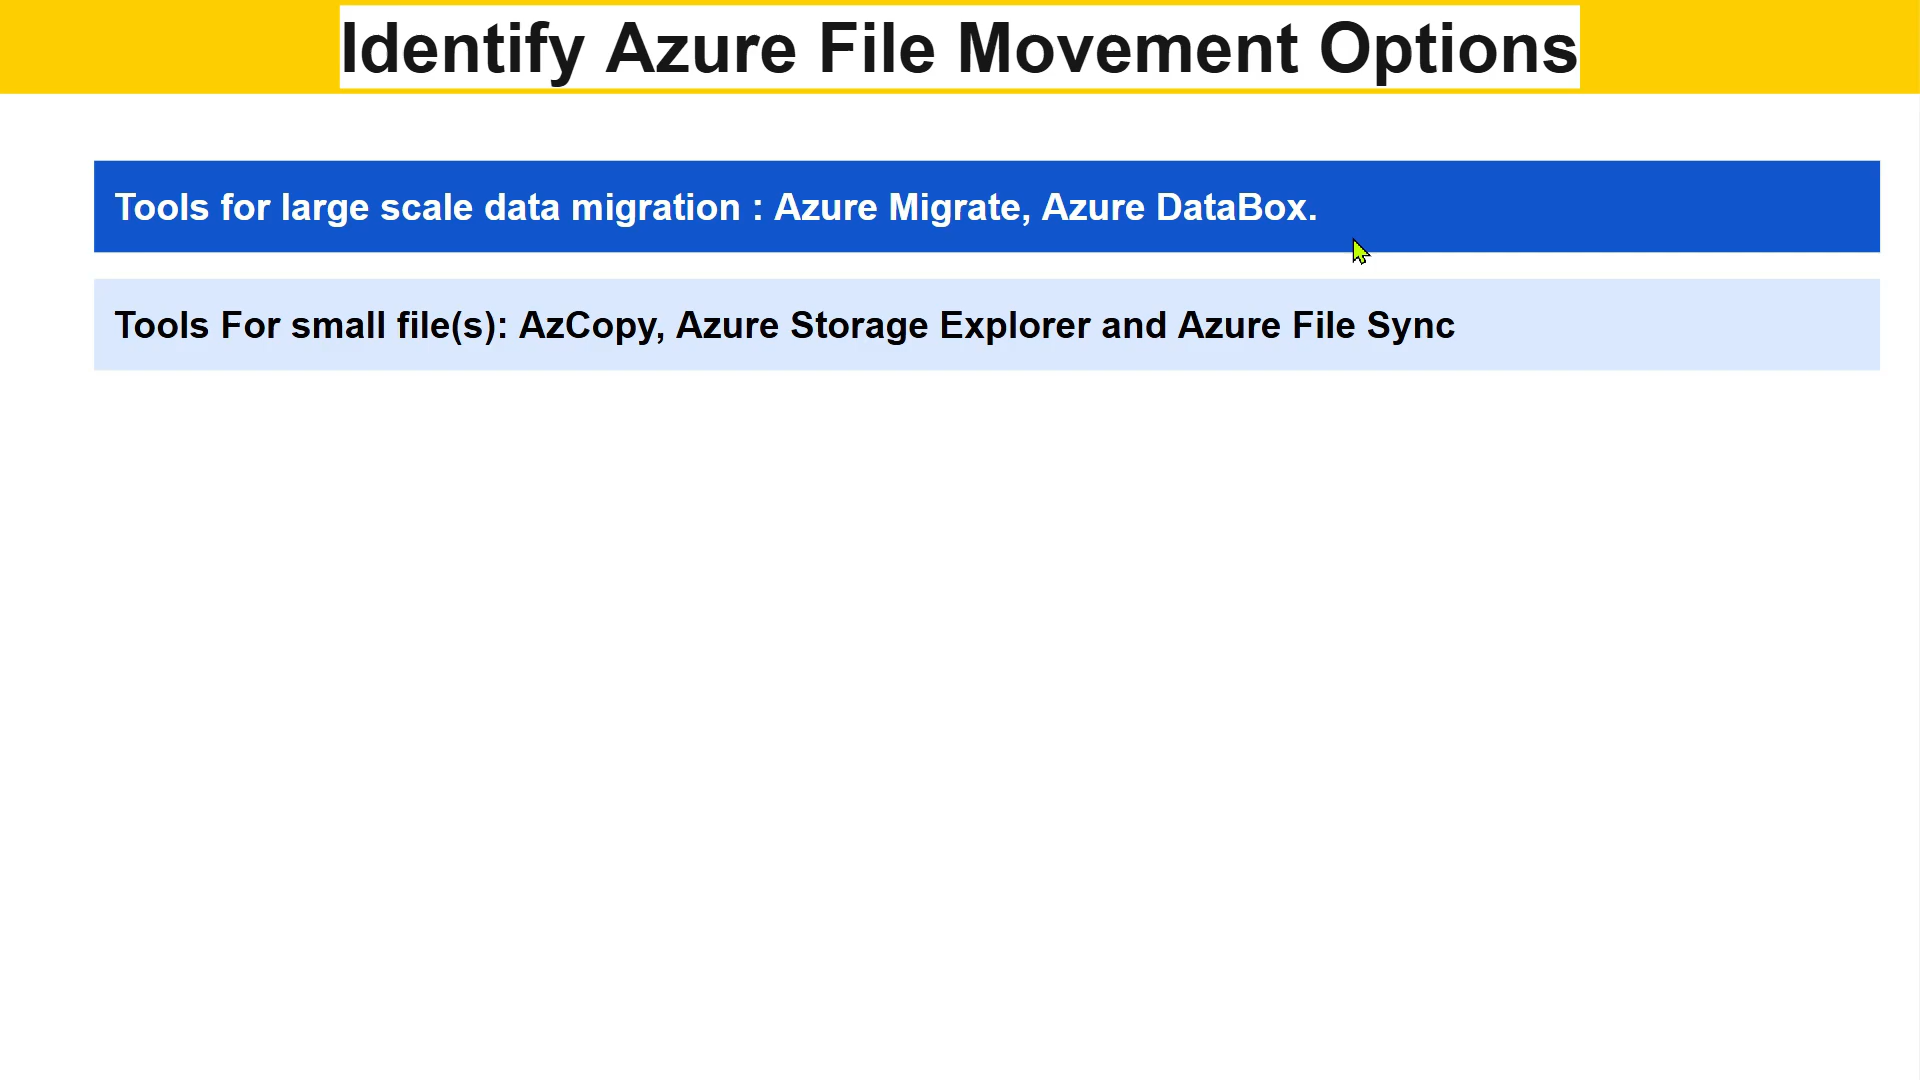 Identify Azure File Movement Options
Tools for large scale data migration : Azure Migrate, Azure DataBox.
Tools For small file(s): AzCopy, Azure Storage Explorer and Azure File Sync